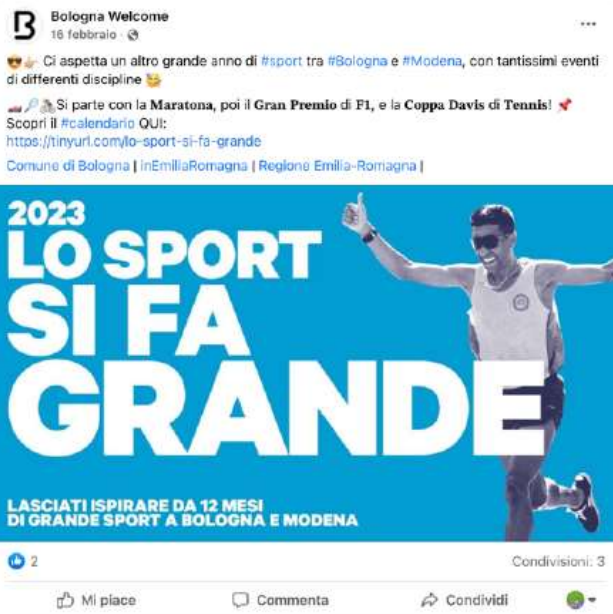 Bologna Welcome
16 febbraio
Ci aspetta un altro grande anno di #sport tra #Bologna e #Modena, con tantissimi eventi
di differenti discipline
Si parte con la Maratona, poi il Gran Premio di F1, e la Coppa Davis di Tennis!
Scopri il #calendario QUI:
https://tinyurl.com/lo-sport-si-fa-grande
Comune di Bologna | inEmiliaRomagna | Regione Emilia-Romagna |
2023
LO SPORT
SI FA
GRANDE
LASCIATI ISPIRARE DA 12 MESI
DI GRANDE SPORT A BOLOGNA E MODENA
2
Condivisioni: 3
Mi piace
Commenta
Condividi